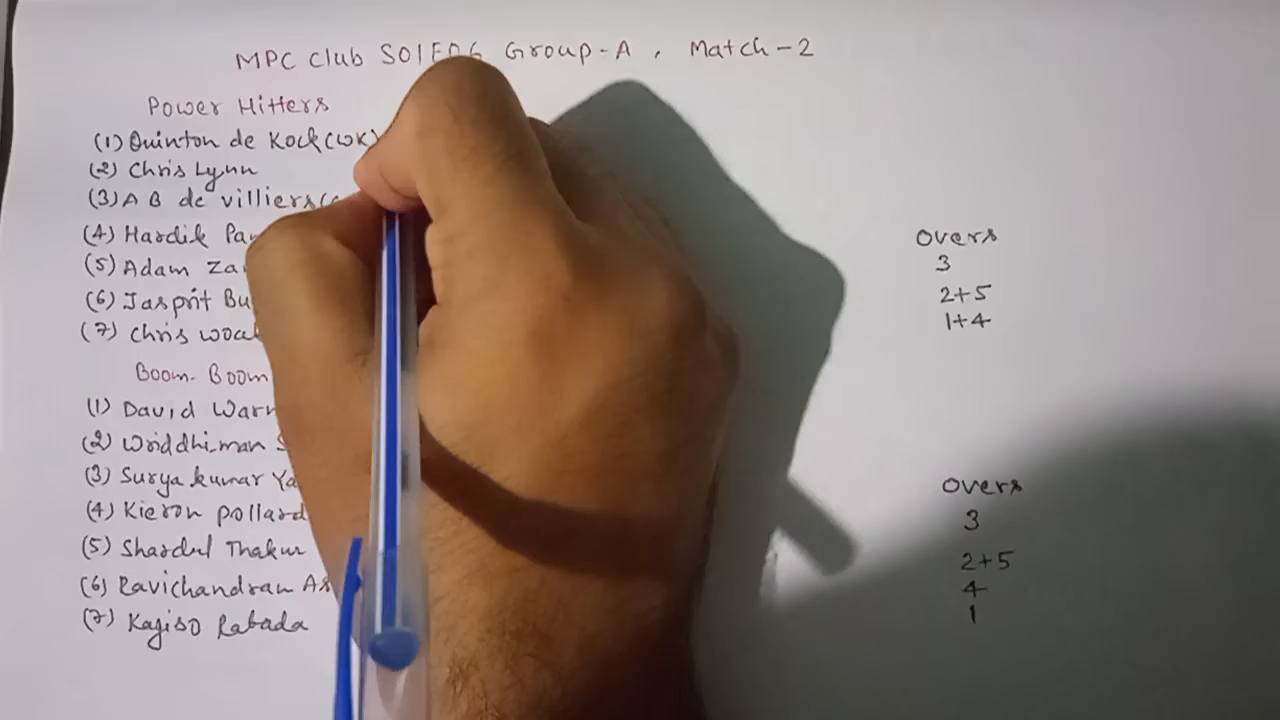 MPC Club S01E06 Group-A, Match-2
Power Hitters
(1) Quinton de Kock (WK)
(2) Chris Lynn
(3) A B de villiers
(4) Hardik
(5) Adam
(6) Jasprit
(7) Chris
Boom-Boom
(1) David
(2) Wriddhiman
(3) Surya kumar
(4) Kieron pollard
(5) Shardul Thakur
(6) Ravichandran
(7) Kagiso Rabada
Overs
3
2+5
1+4
Overs
3
2+5
4
1